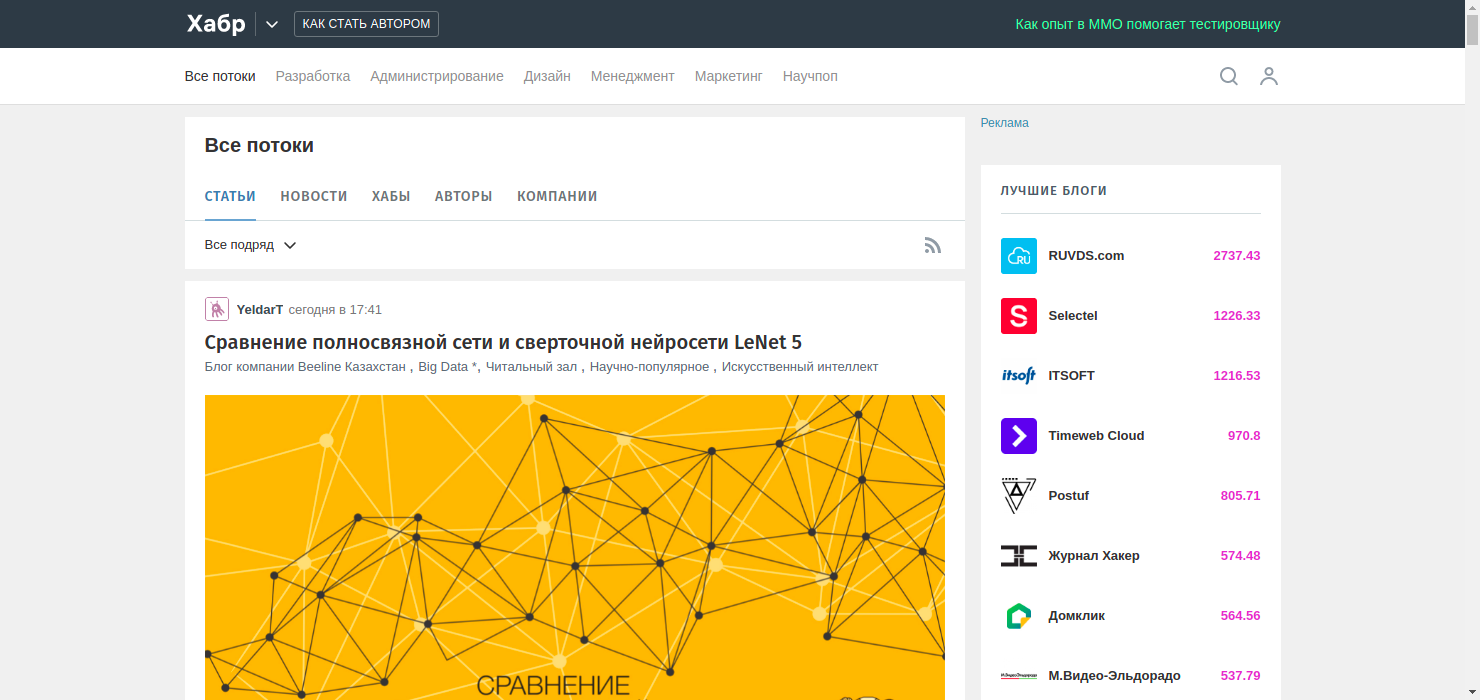 Хабр
КАК СТАТЬ АВТОРОМ
Как опыт в ММО помогает тестировщику
Все потоки Разработка Администрирование Дизайн Менеджмент Маркетинг Научпоп
Все потоки
СТАТЬИ НОВОСТИ ХАБЫ АВТОРЫ КОМПАНИИ
Все подряд
YeldarT сегодня в 17:41
Сравнение полносвязной сети и сверточной нейросети LeNet 5
Блог компании Beeline Казахстан , Big Data *, Читальный зал , Научно-популярное , Искусственный интеллект
СРАВНЕНИЕ
Реклама
ЛУЧШИЕ БЛОГИ
RU RUVDS.com 2737.43
S Selectel 1226.33
itsoft ITSOFT 1216.53
Timeweb Cloud 970.8
Postuf 805.71
Журнал Хакер 574.48
Домклик 564.56
М.Видео-Эльдорадо 537.79